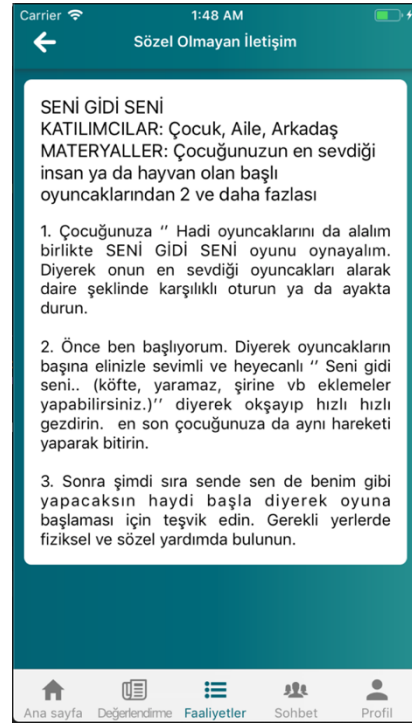 Carrier 1:48 AM
Sözel Olmayan İletişim
SENİ GİDİ SENİ
KATILIMCILAR: Çocuk, Aile, Arkadaş
MATERYALLER: Çocuğunuzun en sevdiği
insan ya da hayvan olan başlı
oyuncaklarından 2 ve daha fazlası
1. Çocuğunuza ‘’ Hadi oyuncaklarını da alalım
birlikte SENİ GİDİ SENİ oyunu oynayalım.
Diyerek onun en sevdiği oyuncakları alarak
daire şeklinde karşılıklı oturun ya da ayakta
durun.
2. Önce ben başlıyorum. Diyerek oyuncakların
başına elinizle sevimli ve heyecanlı ‘’ Seni gidi
seni.. (köfte, yaramaz, şirine vb eklemeler
yapabilirsiniz.)’’ diyerek okşayıp hızlı hızlı
gezdirin. en son çocuğunuza da aynı hareketi
yaparak bitirin.
3. Sonra şimdi sıra sende sen de benim gibi
yapacaksın haydi başla diyerek oyuna
başlaması için teşvik edin. Gerekli yerlerde
fiziksel ve sözel yardımda bulunun.
Ana sayfa Değerlendirme Faaliyetler Sohbet Profil